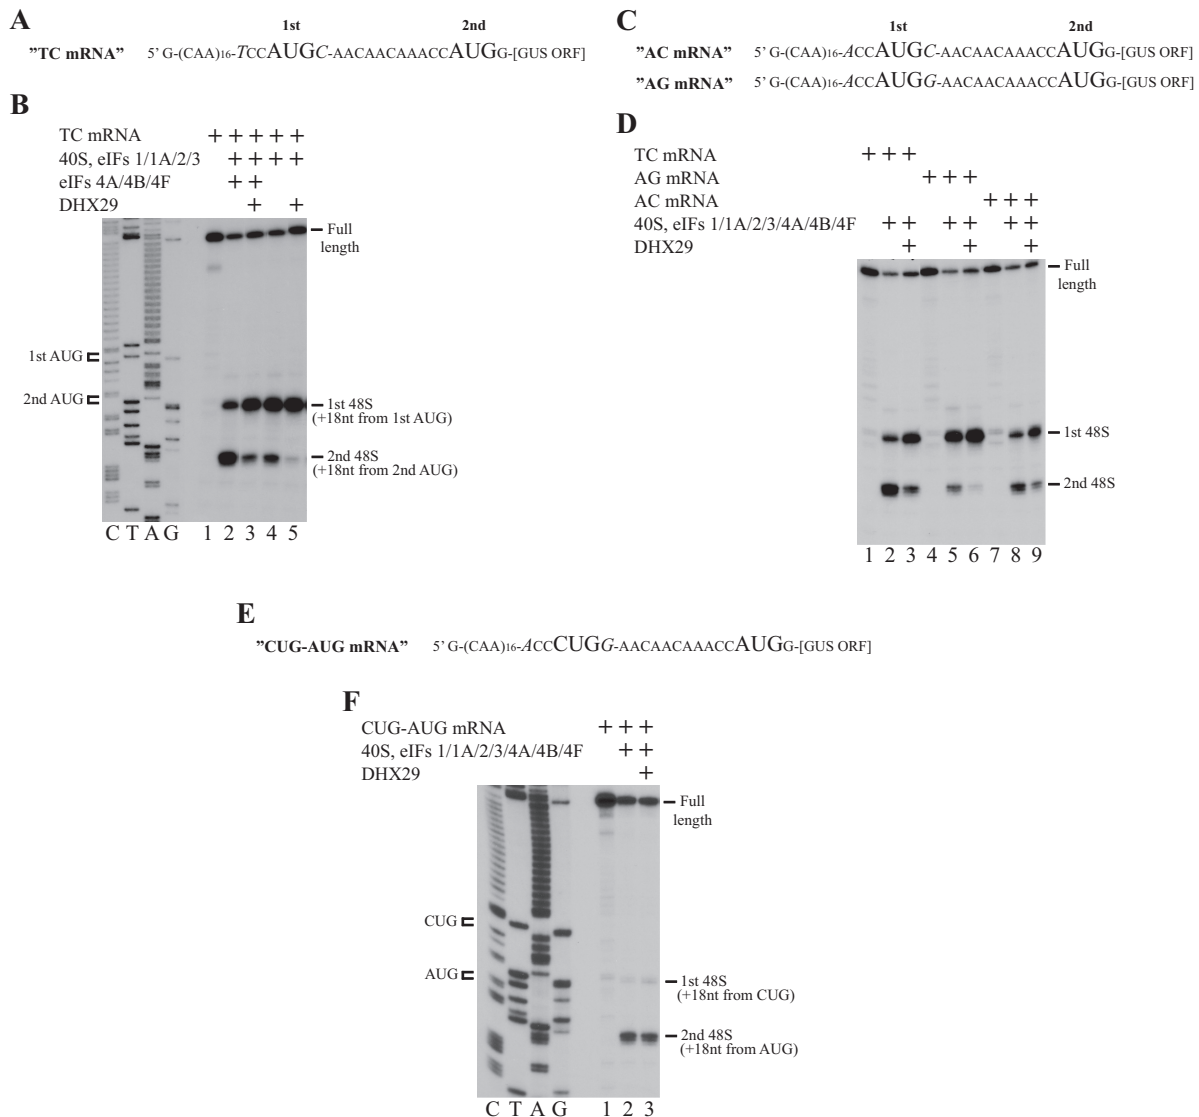 A
1st 2nd
"TC mRNA" 5' G-(CAA)16-TCCAUGC-AACAACAAACCAUGG-[GUS ORF]
C
1st 2nd
"AC mRNA" 5' G-(CAA)16-ACCAUGC-AACAACAAACCAUGG-[GUS ORF]
"AG mRNA" 5' G-(CAA)16-ACCAUGG-AACAACAAACCAUGG-[GUS ORF]
B
TC mRNA + + + + +
40S, eIFs 1/1A/2/3 + + + +
eIFs 4A/4B/4F + +
DHX29 + +
Full
length
1st AUG
2nd AUG
1st 48S
(+18nt from 1st AUG)
2nd 48S
(+18nt from 2nd AUG)
C T A G 1 2 3 4 5
D
TC mRNA + + +
AG mRNA + + +
AC mRNA + + +
40S, eIFs 1/1A/2/3/4A/4B/4F + + + + + +
DHX29 + + +
Full
length
1st 48S
2nd 48S
1 2 3 4 5 6 7 8 9
E
"CUG-AUG mRNA" 5' G-(CAA)16-ACCCUGG-AACAACAAACCAUGG-[GUS ORF]
F
CUG-AUG mRNA + + +
40S, eIFs 1/1A/2/3/4A/4B/4F + +
DHX29 +
Full
length
CUG
AUG
1st 48S
(+18nt from CUG)
2nd 48S
(+18nt from AUG)
C T A G 1 2 3